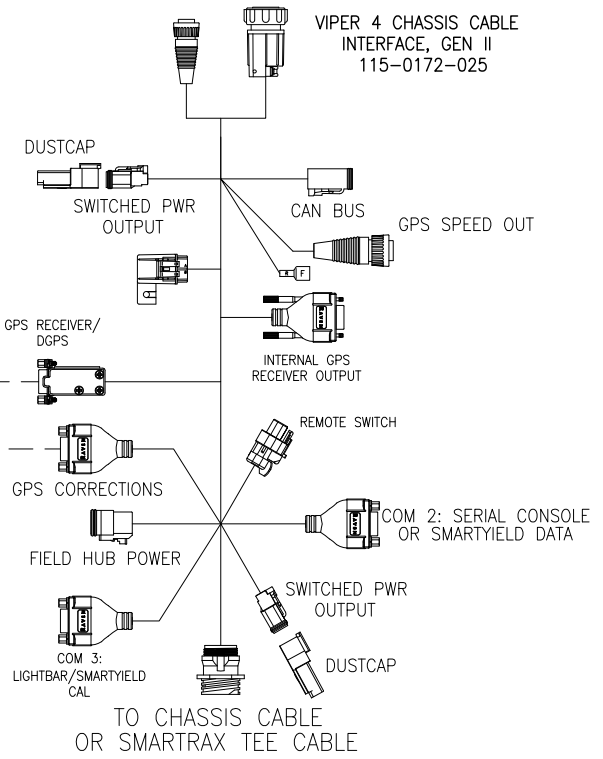 VIPER 4 CHASSIS CABLE
INTERFACE, GEN II
115-0172-025
DUSTCAP
SWITCHED PWR
OUTPUT
CAN BUS
GPS SPEED OUT
F
GPS RECEIVER/
DGPS
INTERNAL GPS
RECEIVER OUTPUT
REMOTE SWITCH
GPS CORRECTIONS
COM 2: SERIAL CONSOLE
OR SMARTYIELD DATA
FIELD HUB POWER
SWITCHED PWR
OUTPUT
COM 3:
LIGHTBAR/SMARTYIELD
CAL
DUSTCAP
TO CHASSIS CABLE
OR SMARTRAX TEE CABLE